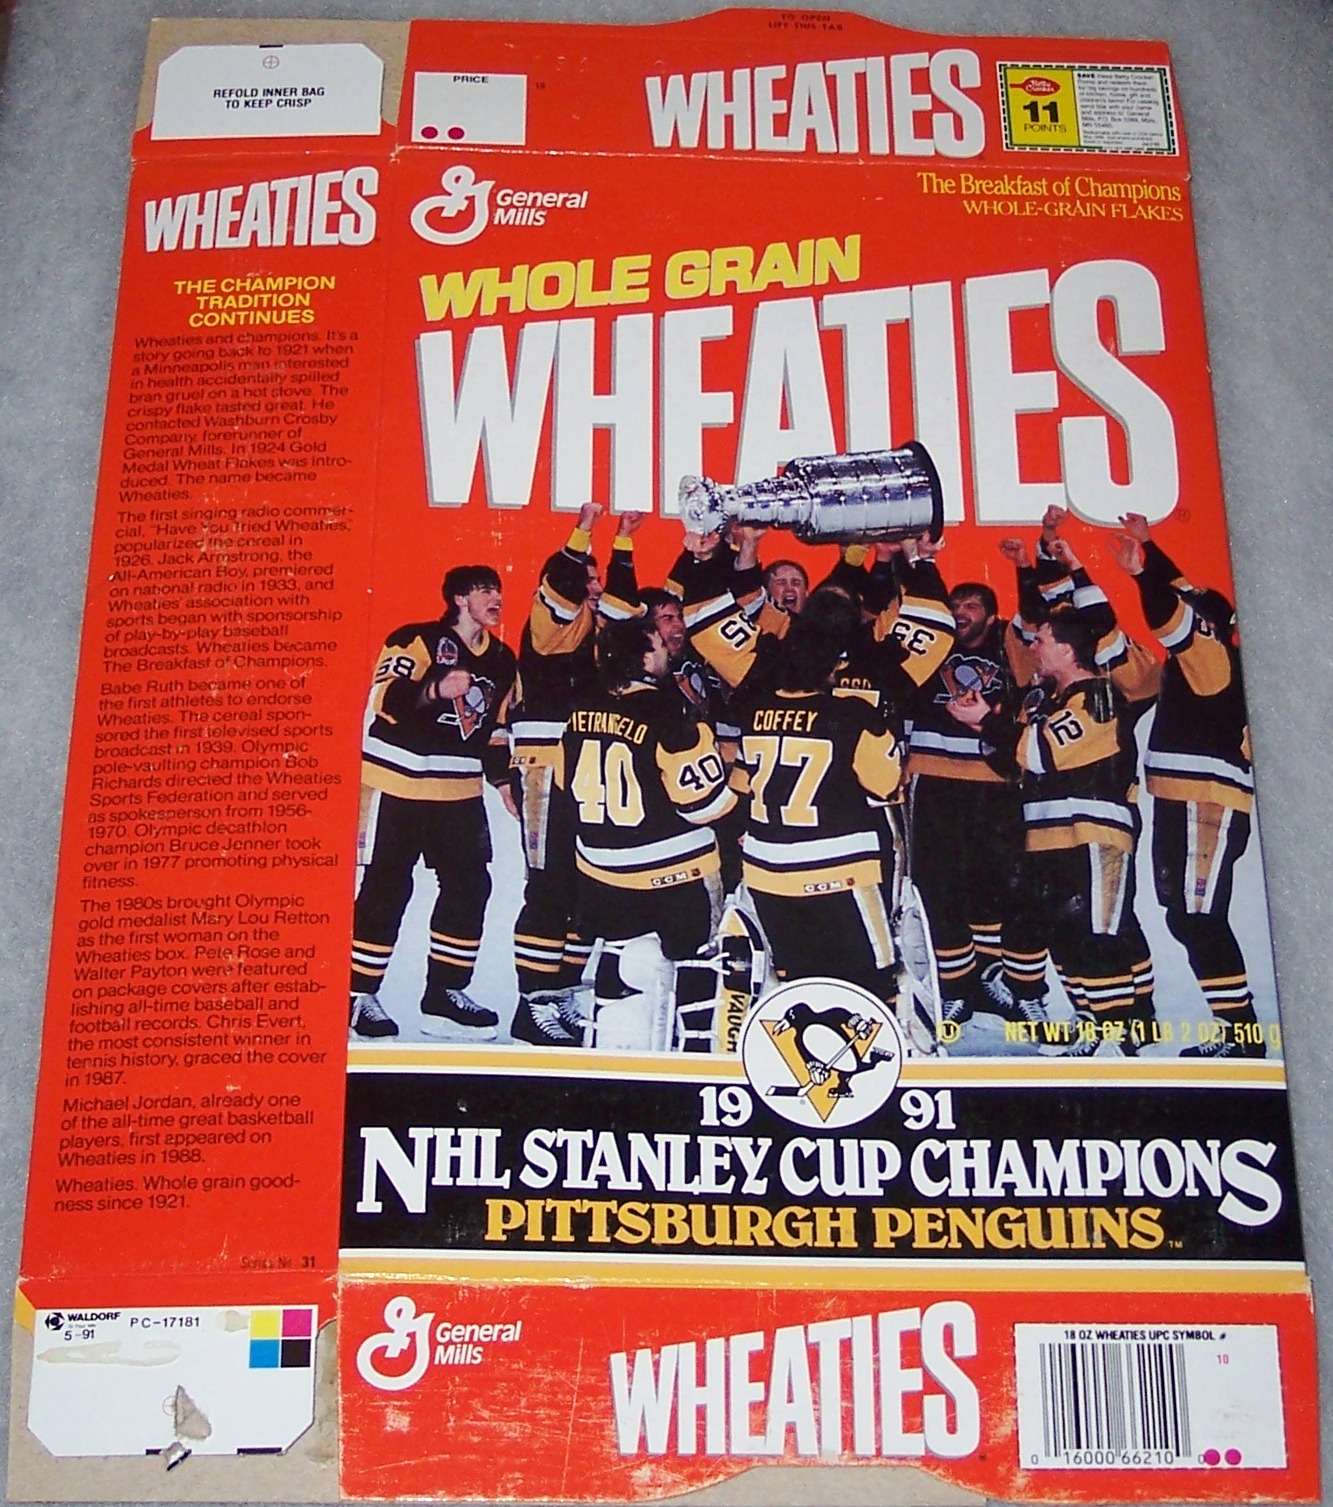 TO OPEN
LIFT THIS TAB
REFOLD INNER BAG
TO KEEP CRISP
PRICE
18
WHEATIES
Betty
Crocker
11
POINTS
WHEATIES
THE CHAMPION
TRADITION
CONTINUES
Wheaties and champions. It's a
story going back to 1921 when
a Minneapolis man interested
in health accidentally spilled
bran gruel on a hot stove. The
crispy flake tasted great. He
contacted Washburn Crosby
Company, forerunner of
General Mills. In 1924 Gold
Medal Wheat Flakes was intro-
duced. The name became
Wheaties.
The first singing radio commer-
cial, "Have You Tried Wheaties,"
popularized the cereal in
1926. Jack Armstrong, the
All-American Boy, premiered
on national radio in 1933, and
Wheaties' association with
sports began with sponsorship
of play-by-play baseball
broadcasts. Wheaties became
The Breakfast of Champions.
Babe Ruth became one of
the first athletes to endorse
Wheaties. The cereal spon-
sored the first televised sports
broadcast in 1939. Olympic
pole-vaulting champion Bob
Richards directed the Wheaties
Sports Federation and served
as spokesperson from 1956-
1970. Olympic decathlon
champion Bruce Jenner took
over in 1977 promoting physical
fitness.
The 1980s brought Olympic
gold medalist Mary Lou Retton
as the first woman on the
Wheaties box. Pete Rose and
Walter Payton were featured
on package covers after estab-
lishing all-time baseball and
football records. Chris Evert,
the most consistent winner in
tennis history, graced the cover
in 1987.
Michael Jordan, already one
of the all-time great basketball
players, first appeared on
Wheaties in 1988.
Wheaties. Whole grain good-
ness since 1921.
Series No. 31
General
Mills
The Breakfast of Champions
WHOLE-GRAIN FLAKES
WHOLE GRAIN
WHEATIES®
68
35
35
IETRANGELO
40
40
COFFEY
77
12
CCM
CCM
VAUGH
NET WT 18 OZ (1 LB 2 OZ) 510 g
19 91
NHL STANLEY CUP CHAMPIONS
PITTSBURGH PENGUINS™
WALDORF
5-91
PC-17181
General
Mills
WHEATIES
18 OZ WHEATIES UPC SYMBOL #
10
0 16000 66210 0